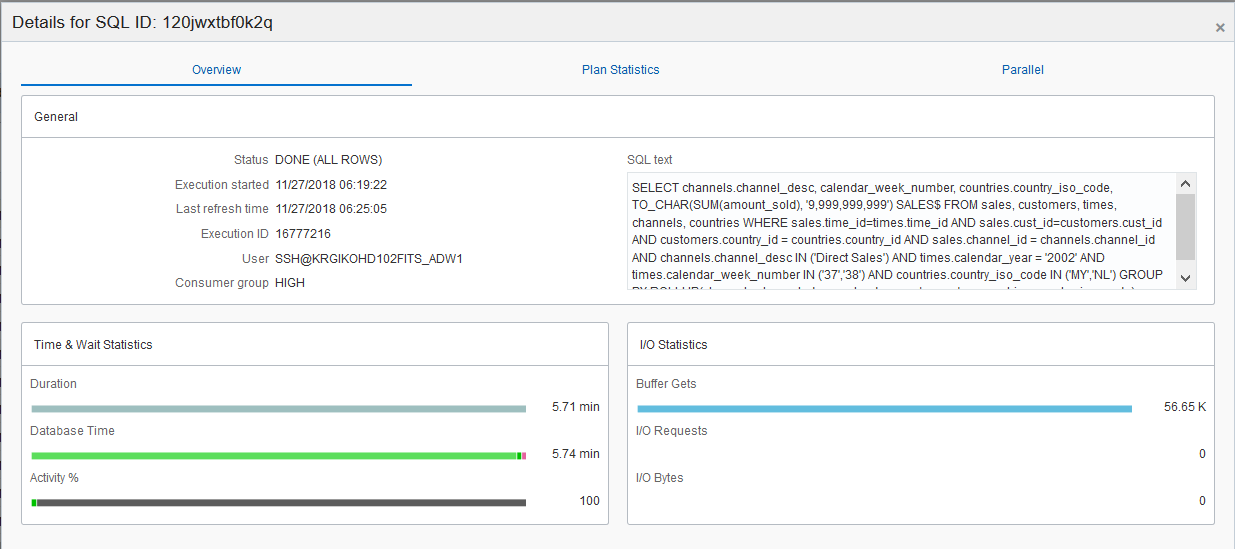 Details for SQL ID: 120jwxtbf0k2q
×
Overview Plan Statistics Parallel
General
Status DONE (ALL ROWS)
Execution started 11/27/2018 06:19:22
Last refresh time 11/27/2018 06:25:05
Execution ID 16777216
User SSH@KRGIKOHD102FITS_ADW1
Consumer group HIGH
SQL text
SELECT channels.channel_desc, calendar_week_number, countries.country_iso_code,
TO_CHAR(SUM(amount_sold), '9,999,999,999') SALES$ FROM sales, customers, times,
channels, countries WHERE sales.time_id=times.time_id AND sales.cust_id=customers.cust_id
AND customers.country_id = countries.country_id AND sales.channel_id = channels.channel_id
AND channels.channel_desc IN ('Direct Sales') AND times.calendar_year = '2002' AND
times.calendar_week_number IN ('37','38') AND countries.country_iso_code IN ('MY','NL') GROUP
Time & Wait Statistics
Duration
5.71 min
Database Time
5.74 min
Activity %
100
I/O Statistics
Buffer Gets
56.65 K
I/O Requests
0
I/O Bytes
0